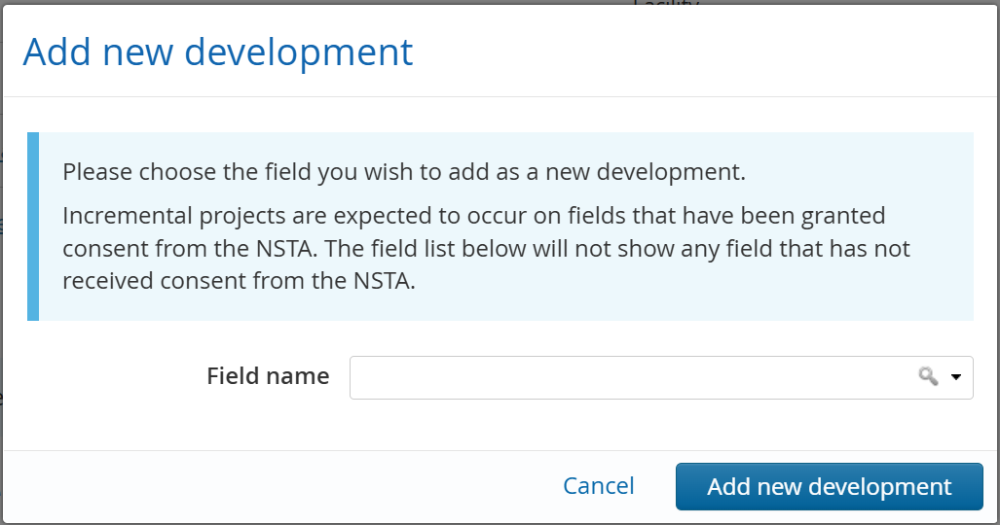 Facility
Add new development
Please choose the field you wish to add as a new development.
Incremental projects are expected to occur on fields that have been granted
consent from the NSTA. The field list below will not show any field that has not
received consent from the NSTA.
Field name
Cancel
Add new development